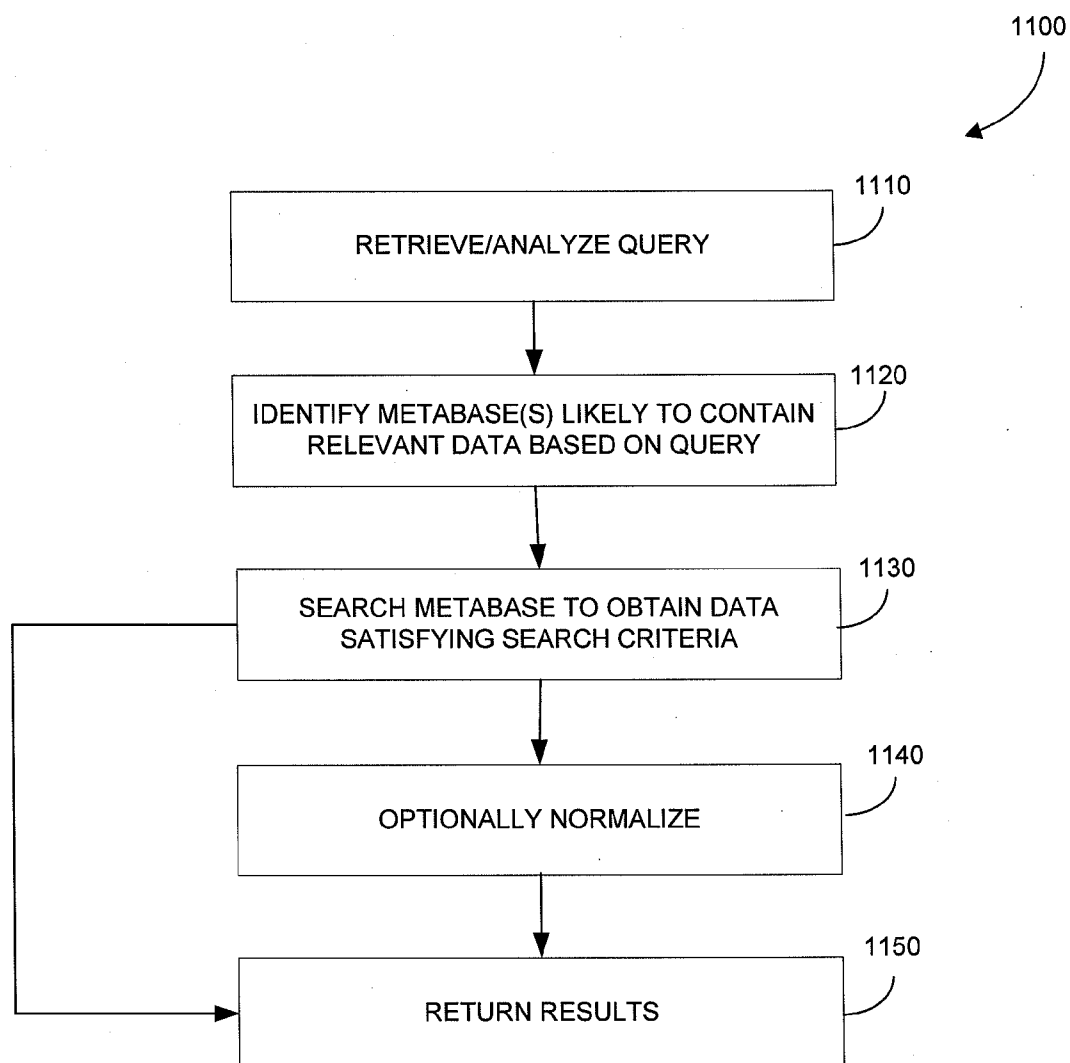 1100
1110
RETRIEVE/ANALYZE QUERY
1120
IDENTIFY METABASE(S) LIKELY TO CONTAIN
RELEVANT DATA BASED ON QUERY
1130
SEARCH METABASE TO OBTAIN DATA
SATISFYING SEARCH CRITERIA
1140
OPTIONALLY NORMALIZE
1150
RETURN RESULTS